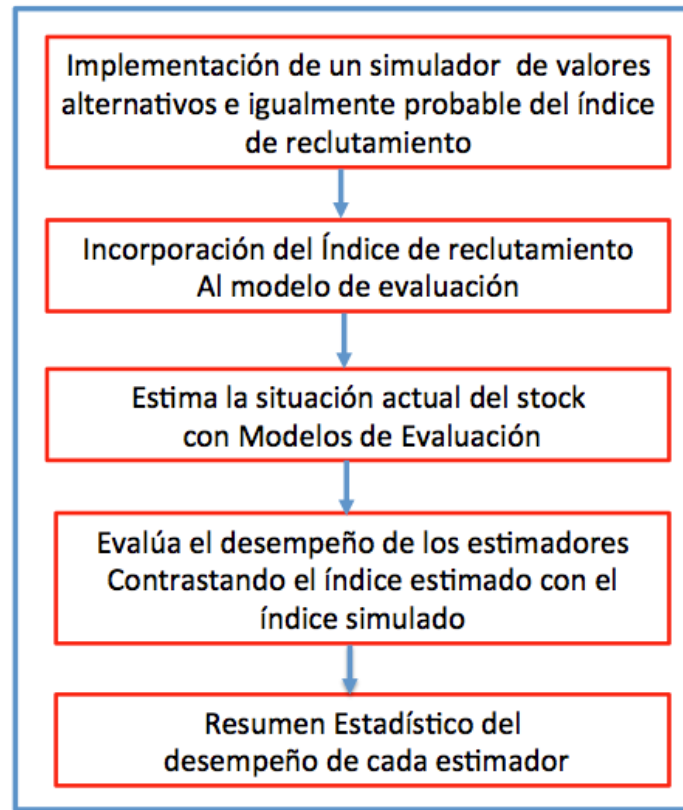 Implementación de un simulador de valores
alternativos e igualmente probable del índice
de reclutamiento
Incorporación del Índice de reclutamiento
Al modelo de evaluación
Estima la situación actual del stock
con Modelos de Evaluación
Evalúa el desempeño de los estimadores
Contrastando el índice estimado con el
índice simulado
Resumen Estadístico del
desempeño de cada estimador